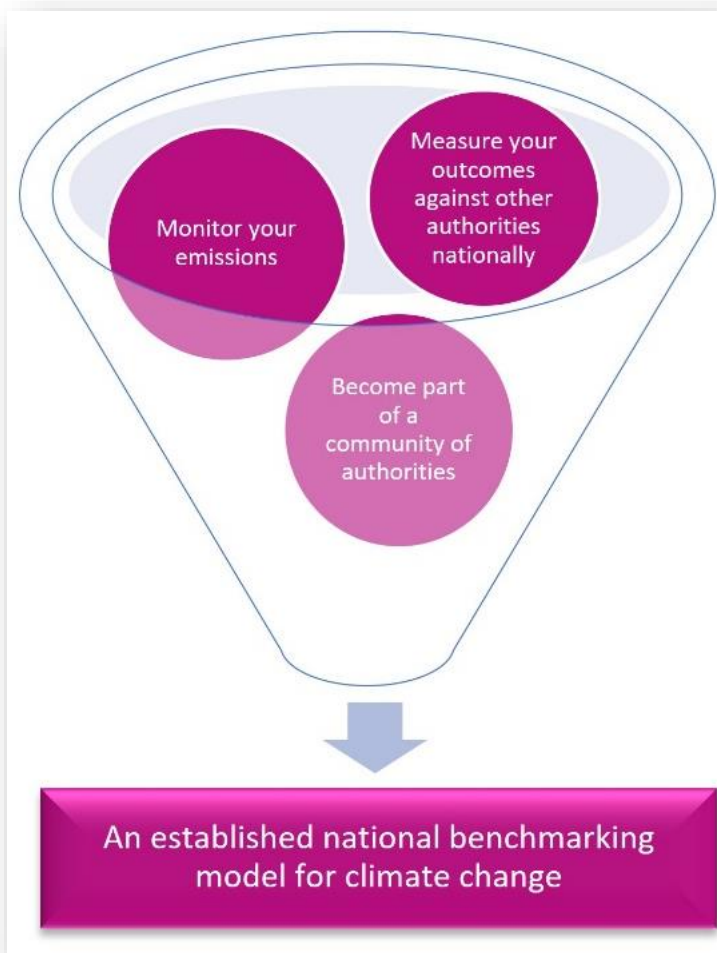 Monitor your
emissions
Measure your
outcomes
against other
authorities
nationally
Become part
of a
community of
authorities
An established national benchmarking
model for climate change